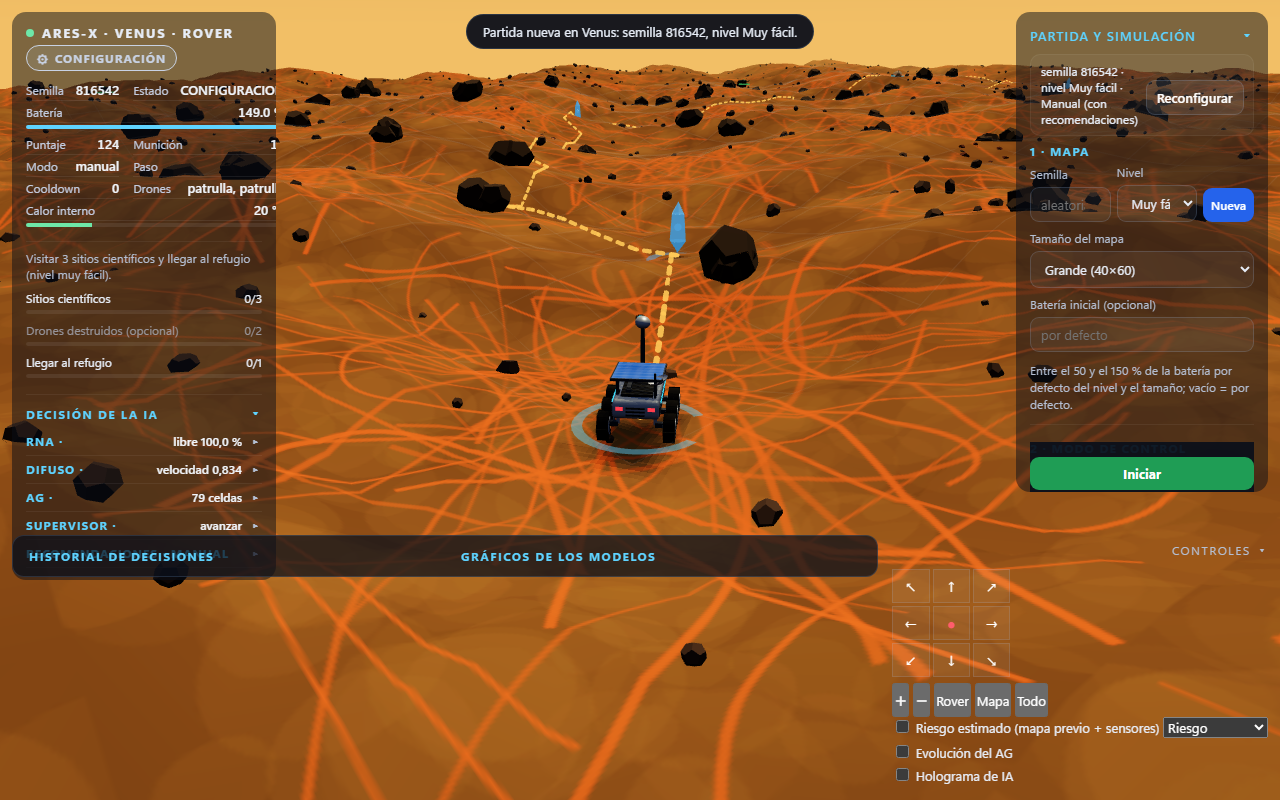 ARES-X · VENUS · ROVER
CONFIGURACIÓN
Semilla 816542 Estado CONFIGURACIO
Batería 149.0
Puntaje 124 Munición 1
Modo manual Paso
Cooldown 0 Drones patrulla, patrull
Calor interno 20 °
Visitar 3 sitios científicos y llegar al refugio
(nivel muy fácil).
Sitios científicos 0/3
Drones destruidos (opcional) 0/2
Llegar al refugio 0/1
DECISIÓN DE LA IA
RNA · libre 100,0 %
DIFUSO · velocidad 0,834
AG · 79 celdas
SUPERVISOR · avanzar
HISTORIAL DE DECISIONES GRÁFICOS DE LOS MODELOS
Partida nueva en Venus: semilla 816542, nivel Muy fácil.
PARTIDA Y SIMULACIÓN
semilla 816542 ·
nivel Muy fácil ·
Manual (con
recomendaciones)
Reconfigurar
1 · MAPA
Semilla Nivel
aleatori Muy fá Nueva
Tamaño del mapa
Grande (40×60)
Batería inicial (opcional)
por defecto
Entre el 50 y el 150 % de la batería por
defecto del nivel y el tamaño; vacío = por
defecto.
MODO DE CONTROL
Iniciar
CONTROLES
↖ ↑ ↗
← ● →
↙ ↓ ↘
+ − Rover Mapa Todo
Riesgo estimado (mapa previo + sensores) Riesgo
Evolución del AG
Holograma de IA